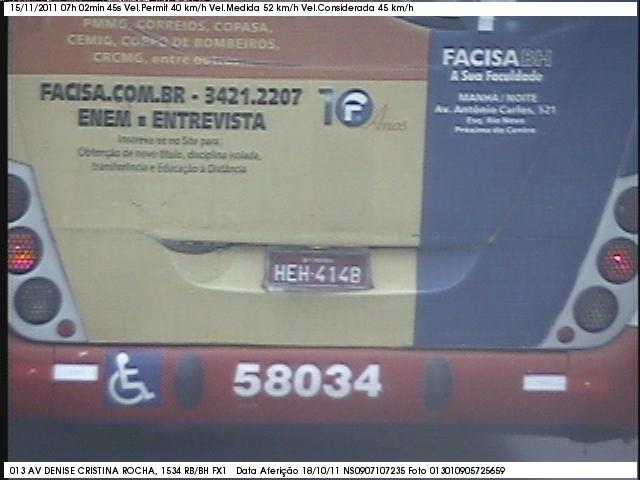 15/11/2011 07h 02min 45s Vel.Permit 40 km/h Vel.Medida 52 km/h Vel.Considerada 45 km/h
PMMG, CORREIOS, COPASA,
CEMIG, CORPO DE BOMBEIROS,
CRCMG, entre outros
FACISA BH
A Sua Faculdade
FACISA.COM.BR - 3421.2207
ENEM e ENTREVISTA
10 F Anos
MANHÃ / NOITE
Av. Antônio Carlos, 521
Esq. Rio Novo
Próximo do Centro
Inscreva-se no Site para:
Obtenção de novo título, disciplina isolada,
transferência e Educação à Distância
HEH-4148
58034
013 AV DENISE CRISTINA ROCHA, 1534 RB/BH FX1 Data Aferição 18/10/11 NS0907107235 Foto 013010905725659